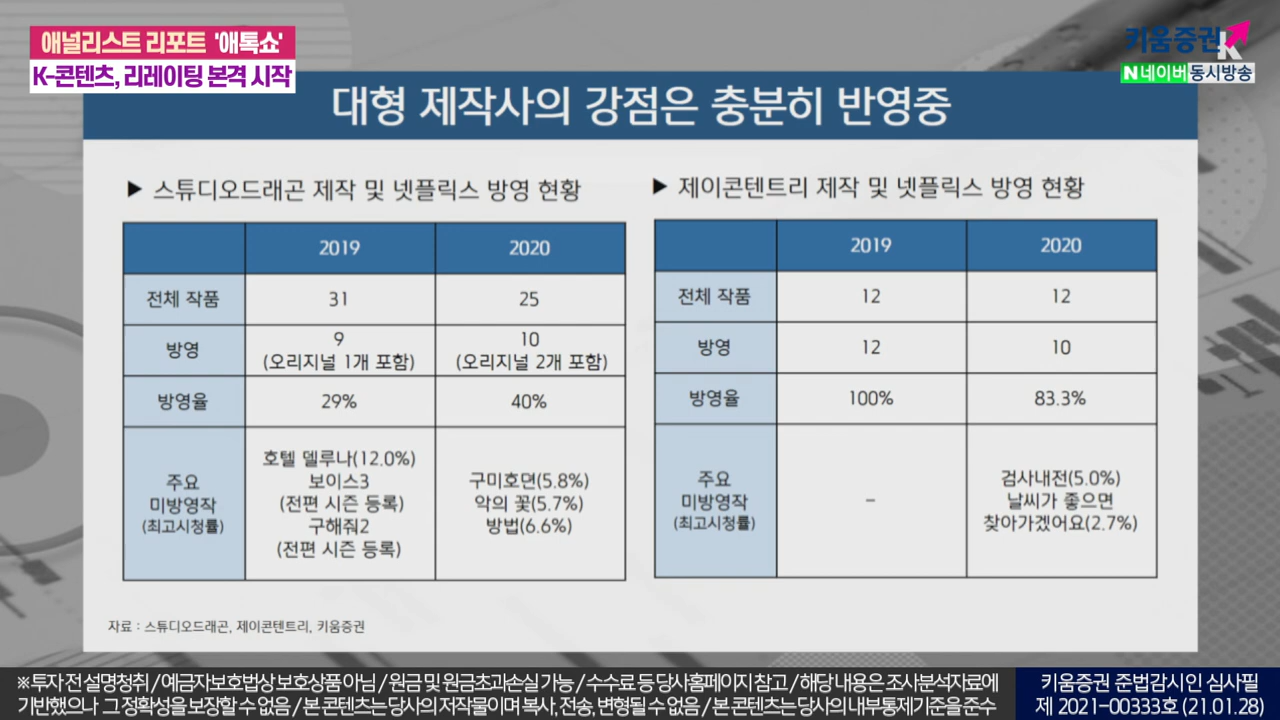 애널리스트 리포트 '애톡쇼'
K-콘텐츠, 리레이팅 본격 시작
키움증권
K
N 네이버 동시방송
대형 제작사의 강점은 충분히 반영중
▶ 스튜디오드래곤 제작 및 넷플릭스 방영 현황
2019 2020
전체 작품 31 25
방영 9 (오리지널 1개 포함) 10 (오리지널 2개 포함)
방영율 29% 40%
주요 미방영작 (최고시청률)
호텔 델루나(12.0%)
보이스3
(전편 시즌 등록)
구해줘2
(전편 시즌 등록)
구미호뎐(5.8%)
악의 꽃(5.7%)
방법(6.6%)
▶ 제이콘텐트리 제작 및 넷플릭스 방영 현황
2019 2020
전체 작품 12 12
방영 12 10
방영율 100% 83.3%
주요 미방영작 (최고시청률)
–
검사내전(5.0%)
날씨가 좋으면
찾아가겠어요(2.7%)
자료 : 스튜디오드래곤, 제이콘텐트리, 키움증권
※ 투자 전 설명청취 / 예금자보호법상 보호상품 아님 / 원금 및 원금초과손실 가능 / 수수료 등 당사홈페이지 참고 / 해당 내용은 조사분석자료에
기반했으나 그 정확성을 보장할 수 없음 / 본 콘텐츠는 당사의 저작물이며 복사, 전송, 변형될 수 없음 / 본 콘텐츠는 당사의 내부통제기준을 준수
키움증권 준법감시인 심사필
제 2021-00333호 (21.01.28)